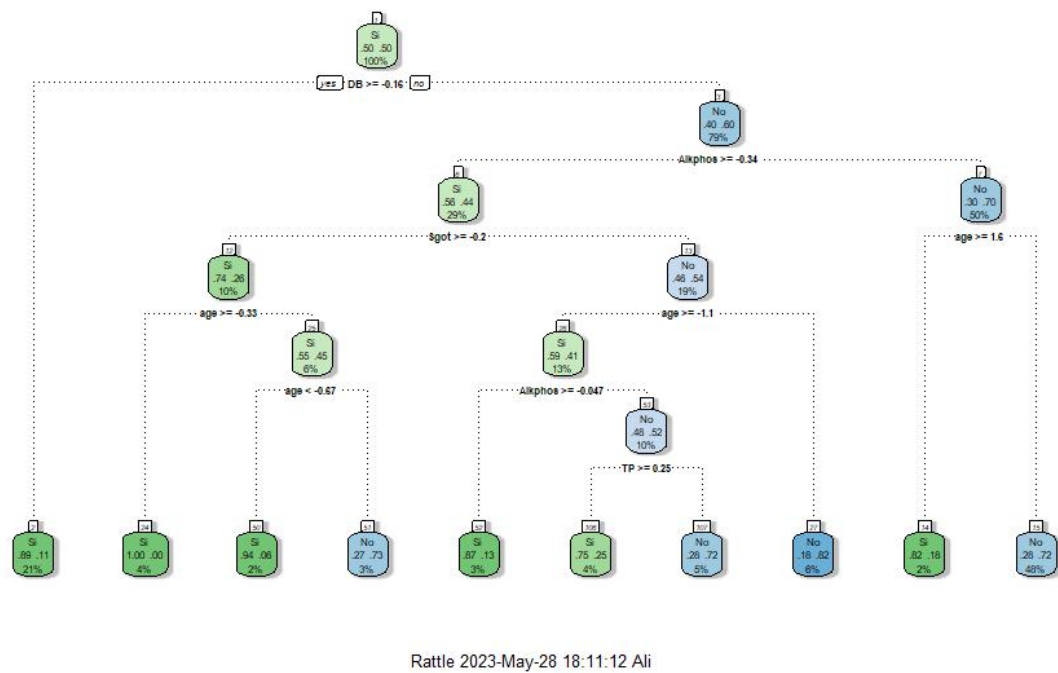 1
Si
.50 .50
100%
yes DB >= -0.16 no
3
No
.40 .60
79%
Alkphos >= -0.34
6
Si
.56 .44
29%
7
No
.30 .70
50%
Sgot >= -0.2
age >= 1.6
12
Si
.74 .26
10%
13
No
.46 .54
19%
age >= -0.33
age >= -1.1
25
Si
.55 .45
6%
26
Si
.59 .41
13%
age < -0.67
Alkphos >= -0.047
53
No
.48 .52
10%
TP >= 0.25
2
Si
.89 .11
21%
24
Si
1.00 .00
4%
50
Si
.94 .06
2%
51
No
.27 .73
3%
52
Si
.87 .13
3%
106
Si
.75 .25
4%
107
No
.28 .72
5%
27
No
.18 .82
6%
14
Si
.82 .18
2%
15
No
.28 .72
48%
Rattle 2023-May-28 18:11:12 Ali